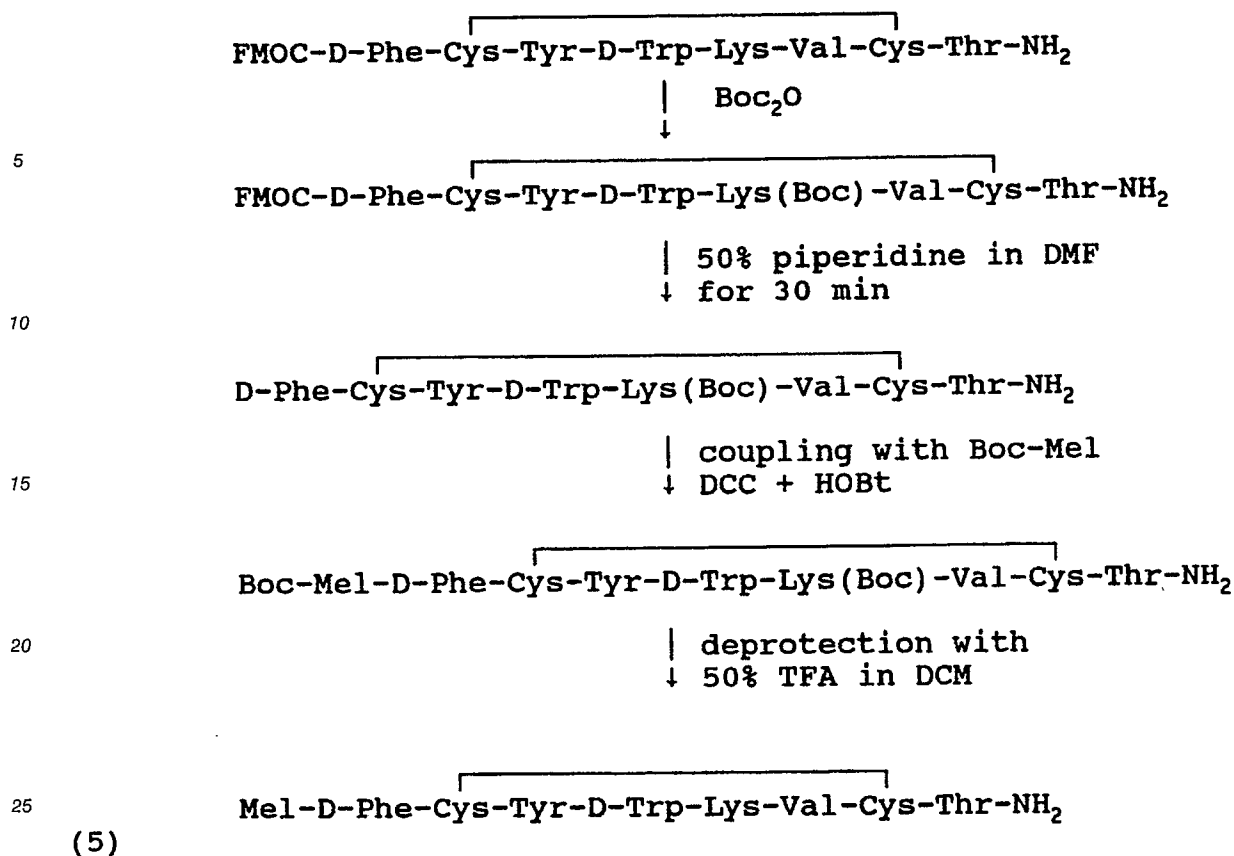 FMOC-D-Phe-Cys-Tyr-D-Trp-Lys-Val-Cys-Thr-NH₂
| Boc₂O
↓
5
FMOC-D-Phe-Cys-Tyr-D-Trp-Lys(Boc)-Val-Cys-Thr-NH₂
| 50% piperidine in DMF
↓ for 30 min
10
D-Phe-Cys-Tyr-D-Trp-Lys(Boc)-Val-Cys-Thr-NH₂
| coupling with Boc-Mel
15 ↓ DCC + HOBt
Boc-Mel-D-Phe-Cys-Tyr-D-Trp-Lys(Boc)-Val-Cys-Thr-NH₂
20 | deprotection with
↓ 50% TFA in DCM
25 Mel-D-Phe-Cys-Tyr-D-Trp-Lys-Val-Cys-Thr-NH₂
(5)